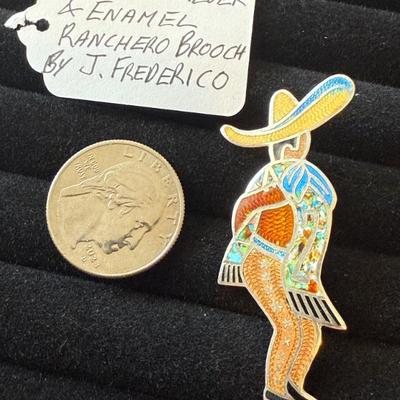 & ENAMEL
RANCHERO BROOCH
BY J. FREDERICO
LIBERTY